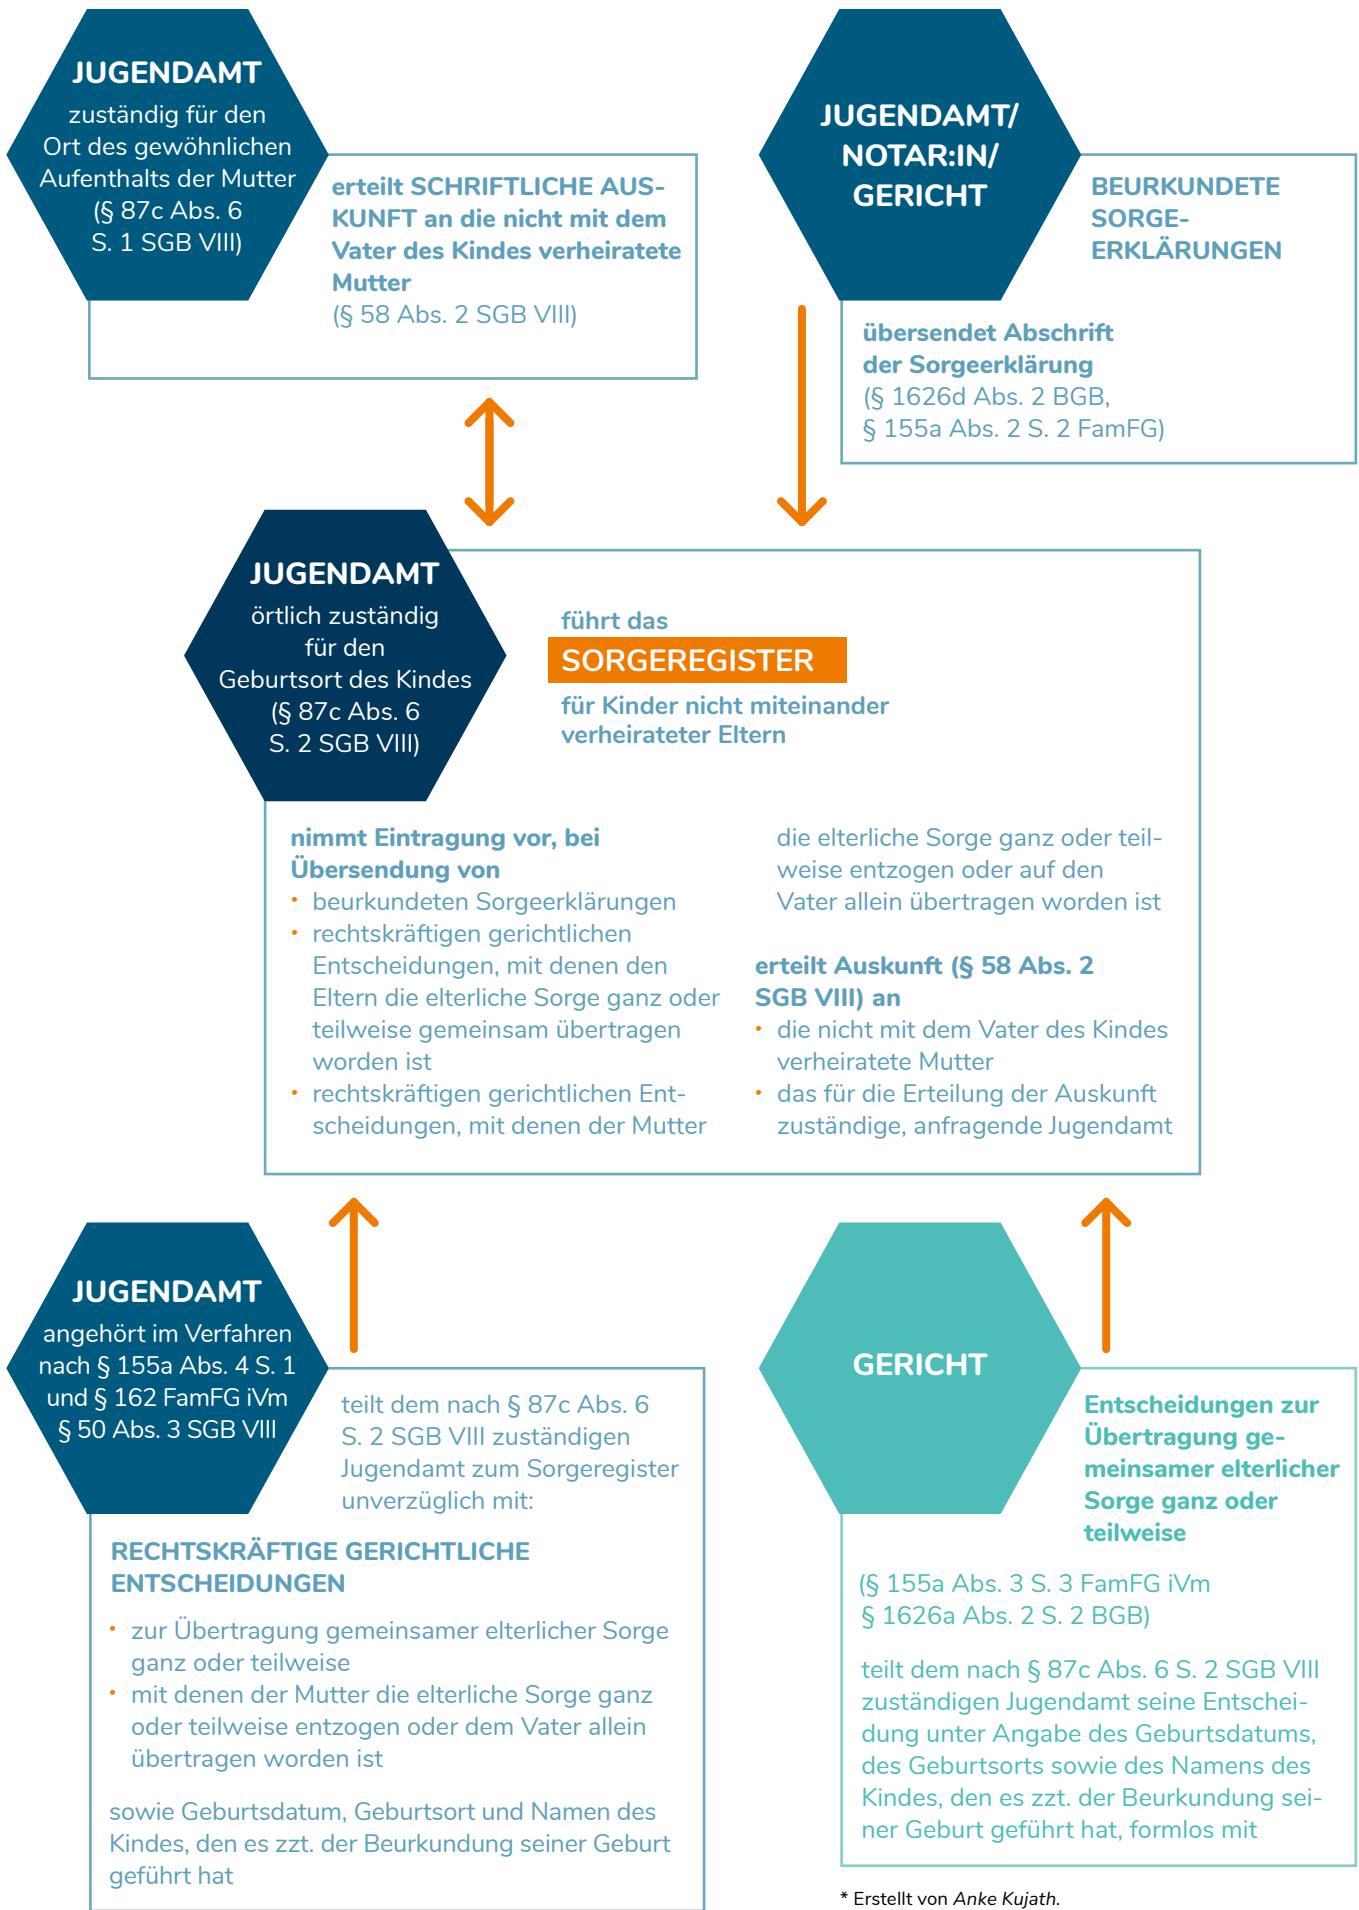 JUGENDAMT
zuständig für den
Ort des gewöhnlichen
Aufenthalts der Mutter
(§ 87c Abs. 6
S. 1 SGB VIII)
erteilt SCHRIFTLICHE AUS-
KUNFT an die nicht mit dem
Vater des Kindes verheiratete
Mutter
(§ 58 Abs. 2 SGB VIII)
JUGENDAMT/
NOTAR:IN/
GERICHT
BEURKUNDETE
SORGE-
ERKLÄRUNGEN
übersendet Abschrift
der Sorgeerklärung
(§ 1626d Abs. 2 BGB,
§ 155a Abs. 2 S. 2 FamFG)
JUGENDAMT
örtlich zuständig
für den
Geburtsort des Kindes
(§ 87c Abs. 6
S. 2 SGB VIII)
führt das
SORGEREGISTER
für Kinder nicht miteinander
verheirateter Eltern
nimmt Eintragung vor, bei
Übersendung von
• beurkundeten Sorgeerklärungen
• rechtskräftigen gerichtlichen
Entscheidungen, mit denen den
Eltern die elterliche Sorge ganz oder
teilweise gemeinsam übertragen
worden ist
• rechtskräftigen gerichtlichen Ent-
scheidungen, mit denen der Mutter
die elterliche Sorge ganz oder teil-
weise entzogen oder auf den
Vater allein übertragen worden ist
erteilt Auskunft (§ 58 Abs. 2
SGB VIII) an
• die nicht mit dem Vater des Kindes
verheiratete Mutter
• das für die Erteilung der Auskunft
zuständige, anfragende Jugendamt
JUGENDAMT
angehört im Verfahren
nach § 155a Abs. 4 S. 1
und § 162 FamFG iVm
§ 50 Abs. 3 SGB VIII
teilt dem nach § 87c Abs. 6
S. 2 SGB VIII zuständigen
Jugendamt zum Sorgeregister
unverzüglich mit:
RECHTSKRÄFTIGE GERICHTLICHE
ENTSCHEIDUNGEN
• zur Übertragung gemeinsamer elterlicher Sorge
ganz oder teilweise
• mit denen der Mutter die elterliche Sorge ganz
oder teilweise entzogen oder dem Vater allein
übertragen worden ist
sowie Geburtsdatum, Geburtsort und Namen des
Kindes, den es zzt. der Beurkundung seiner Geburt
geführt hat
GERICHT
Entscheidungen zur
Übertragung ge-
meinsamer elterlicher
Sorge ganz oder
teilweise
(§ 155a Abs. 3 S. 3 FamFG iVm
§ 1626a Abs. 2 S. 2 BGB)
teilt dem nach § 87c Abs. 6 S. 2 SGB VIII
zuständigen Jugendamt seine Entschei-
dung unter Angabe des Geburtsdatums,
des Geburtsorts sowie des Namens des
Kindes, den es zzt. der Beurkundung sei-
ner Geburt geführt hat, formlos mit
* Erstellt von Anke Kujath.